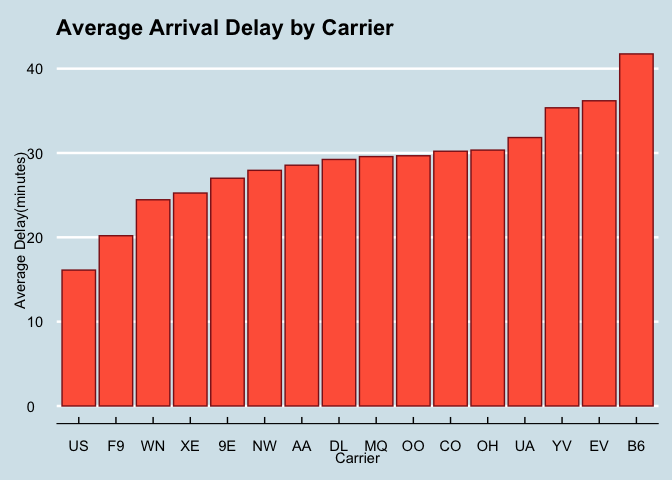 Average Arrival Delay by Carrier
Average Delay(minutes)
40
30
20
10
0
US F9 WN XE 9E NW AA DL MQ OO CO OH UA YV EV B6
Carrier